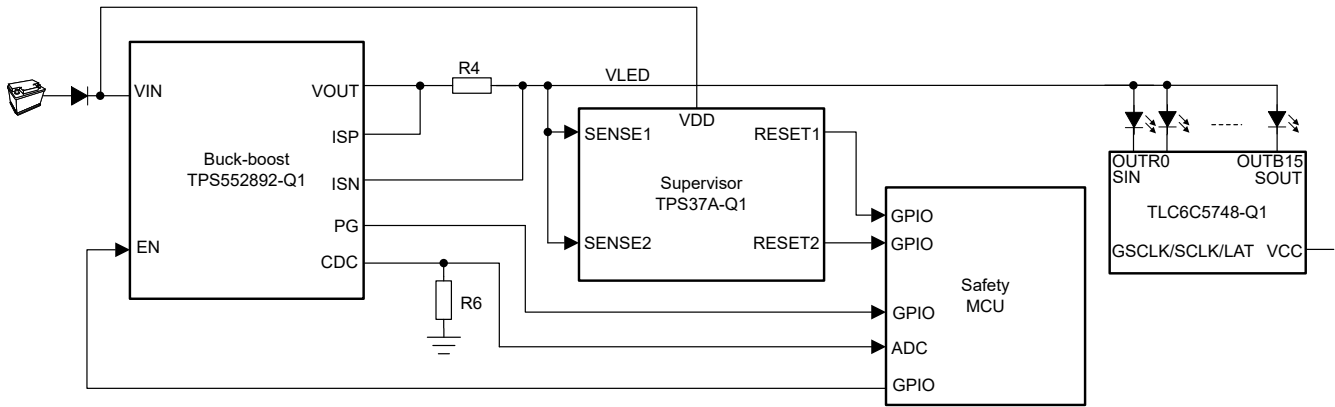 VIN
EN
Buck-boost
TPS552892-Q1
VOUT
ISP
ISN
PG
CDC
R4
R6
VLED
VDD
SENSE1
SENSE2
Supervisor
TPS37A-Q1
RESET1
RESET2
GPIO
GPIO
GPIO
ADC
GPIO
Safety
MCU
OUTR0
SIN
OUTB15
SOUT
TLC6C5748-Q1
GSCLK/SCLK/LAT
VCC